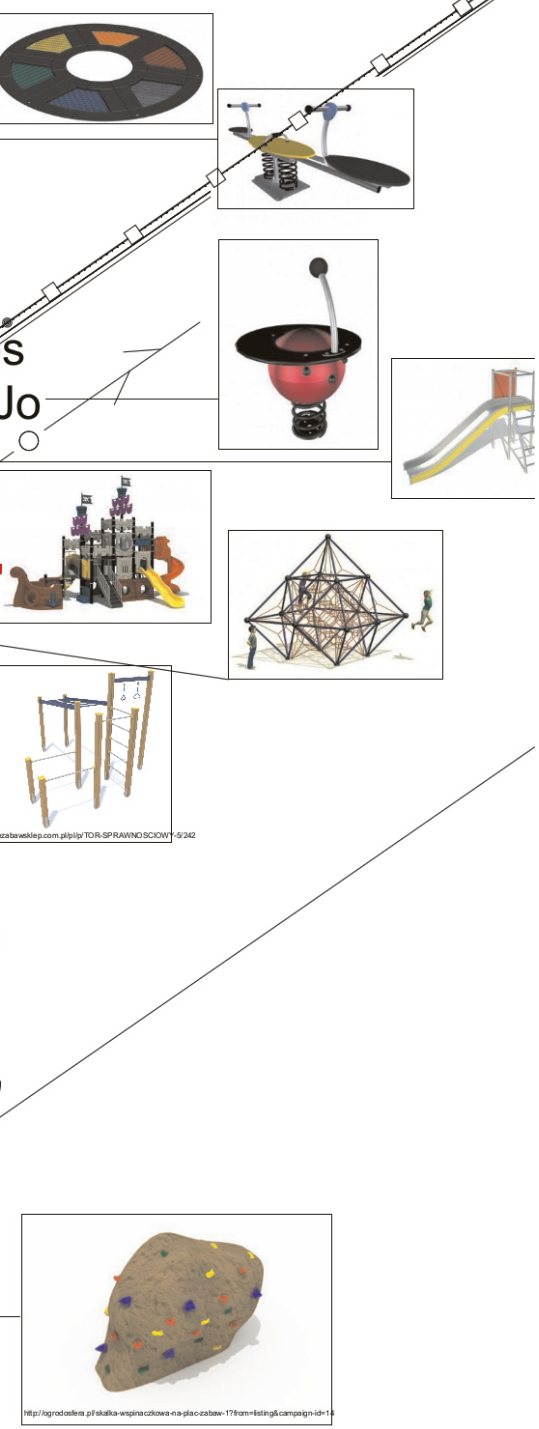 s
Jo
ezabawsklep.com.pl/pl/p/TOR-SPRAWNOSCIOWY-5/242
http://ogrodosfera.pl/skalka-wspinaczkowa-na-plac-zabaw-1?from=listing&campaign-id=14